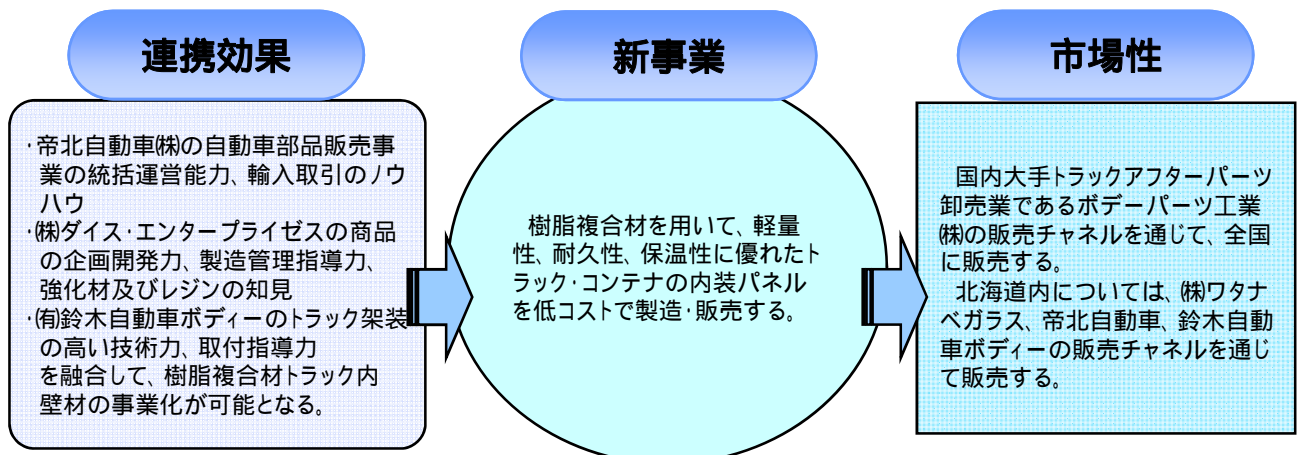 連携効果
・帝北自動車㈱の自動車部品販売事
業の統括運営能力、輸入取引のノウ
ハウ
・㈱ダイス・エンタープライゼスの商品
の企画開発力、製造管理指導力、
強化材及びレジンの知見
・㈲鈴木自動車ボディーのトラック架装
の高い技術力、取付指導力
を融合して、樹脂複合材トラック内
壁材の事業化が可能となる。
新事業
樹脂複合材を用いて、軽量
性、耐久性、保温性に優れたト
ラック・コンテナの内装パネル
を低コストで製造・販売する。
市場性
国内大手トラックアフターパーツ
卸売業であるボデーパーツ工業
㈱の販売チャネルを通じて、全国
に販売する。
北海道内については、㈱ワタナ
ベガラス、帝北自動車、鈴木自動
車ボディーの販売チャネルを通じ
て販売する。